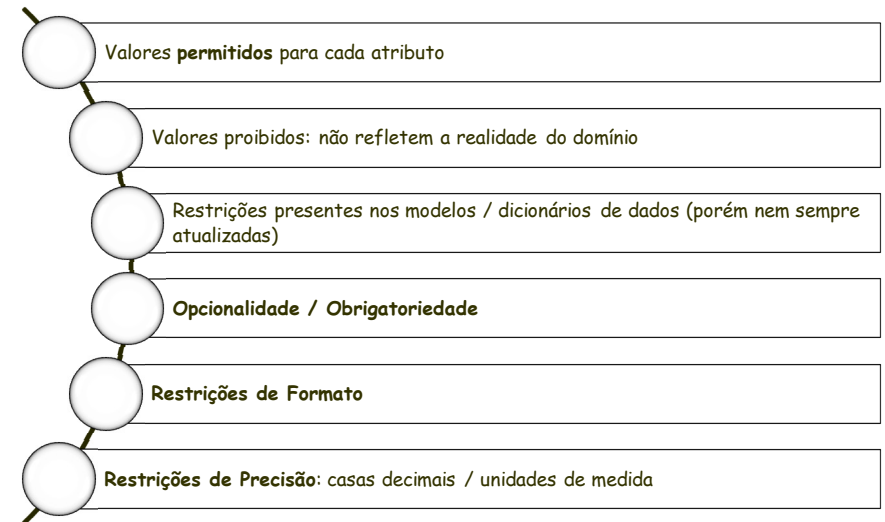 Valores permitidos para cada atributo
Valores proibidos: não refletem a realidade do domínio
Restrições presentes nos modelos / dicionários de dados (porém nem sempre
atualizadas)
Opcionalidade / Obrigatoriedade
Restrições de Formato
Restrições de Precisão: casas decimais / unidades de medida